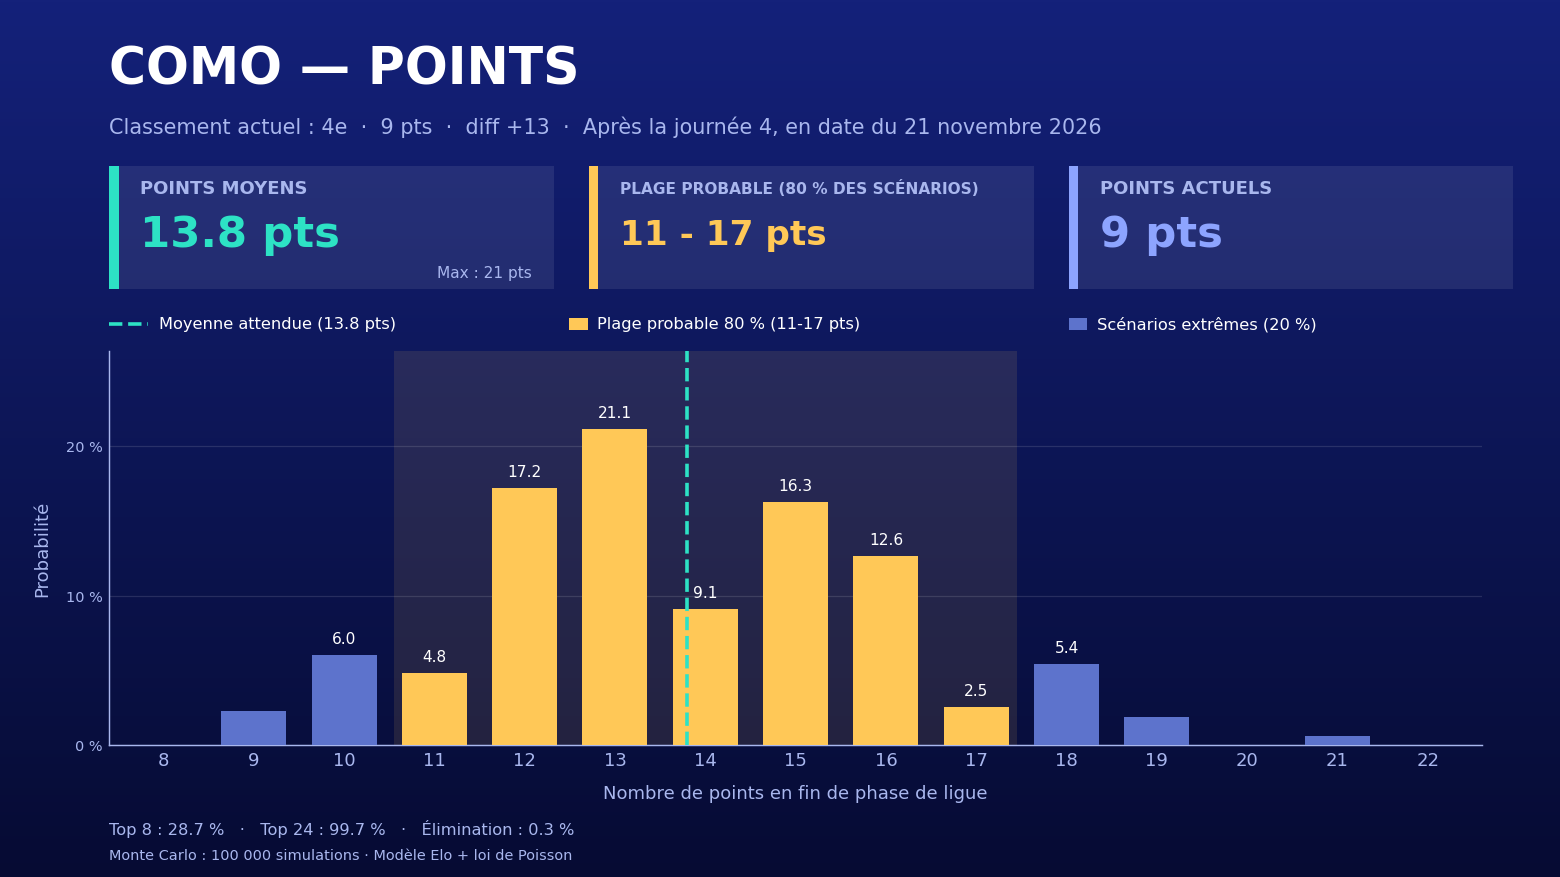 COMO — POINTS
Classement actuel : 4e · 9 pts · diff +13 · Après la journée 4, en date du 21 novembre 2026
POINTS MOYENS
13.8 pts
Max : 21 pts
PLAGE PROBABLE (80 % DES SCÉNARIOS)
11 - 17 pts
POINTS ACTUELS
9 pts
Moyenne attendue (13.8 pts)
Plage probable 80 % (11-17 pts)
Scénarios extrêmes (20 %)
Probabilité
20 %
10 %
0 %
6.0
4.8
17.2
21.1
9.1
16.3
12.6
2.5
5.4
8 9 10 11 12 13 14 15 16 17 18 19 20 21 22
Nombre de points en fin de phase de ligue
Top 8 : 28.7 % · Top 24 : 99.7 % · Élimination : 0.3 %
Monte Carlo : 100 000 simulations · Modèle Elo + loi de Poisson